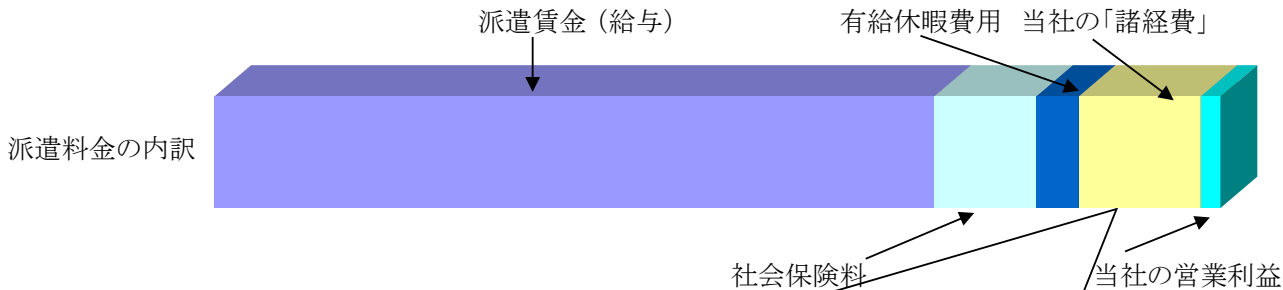 派遣賃金（給与）
有給休暇費用
当社の「諸経費」
派遣料金の内訳
社会保険料
当社の営業利益